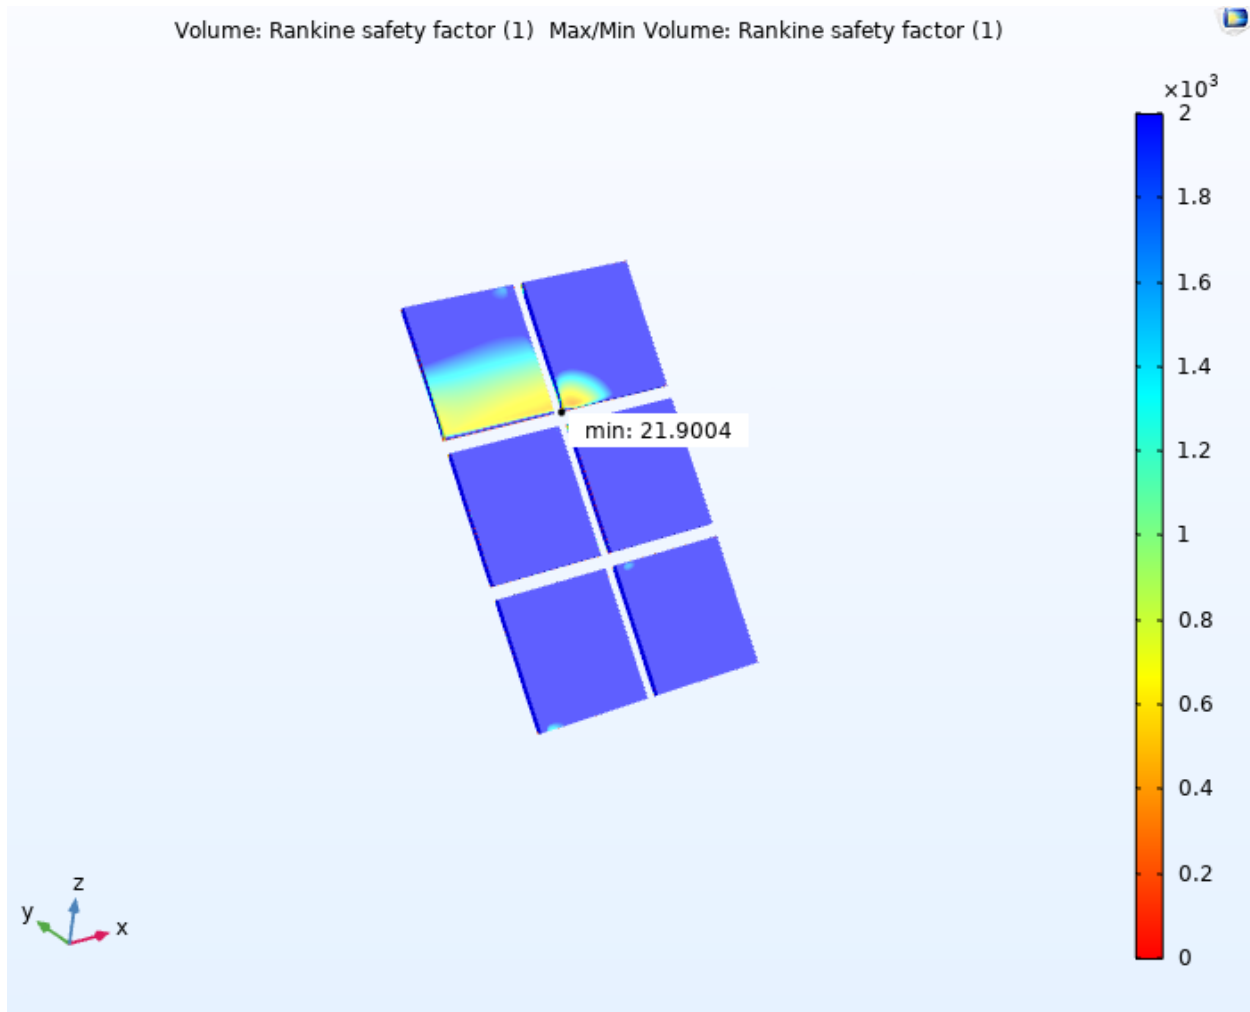 Volume: Rankine safety factor (1)  Max/Min Volume: Rankine safety factor (1)
×10³
2
1.8
1.6
1.4
1.2
1
0.8
0.6
0.4
0.2
0
min: 21.9004
z
y
x